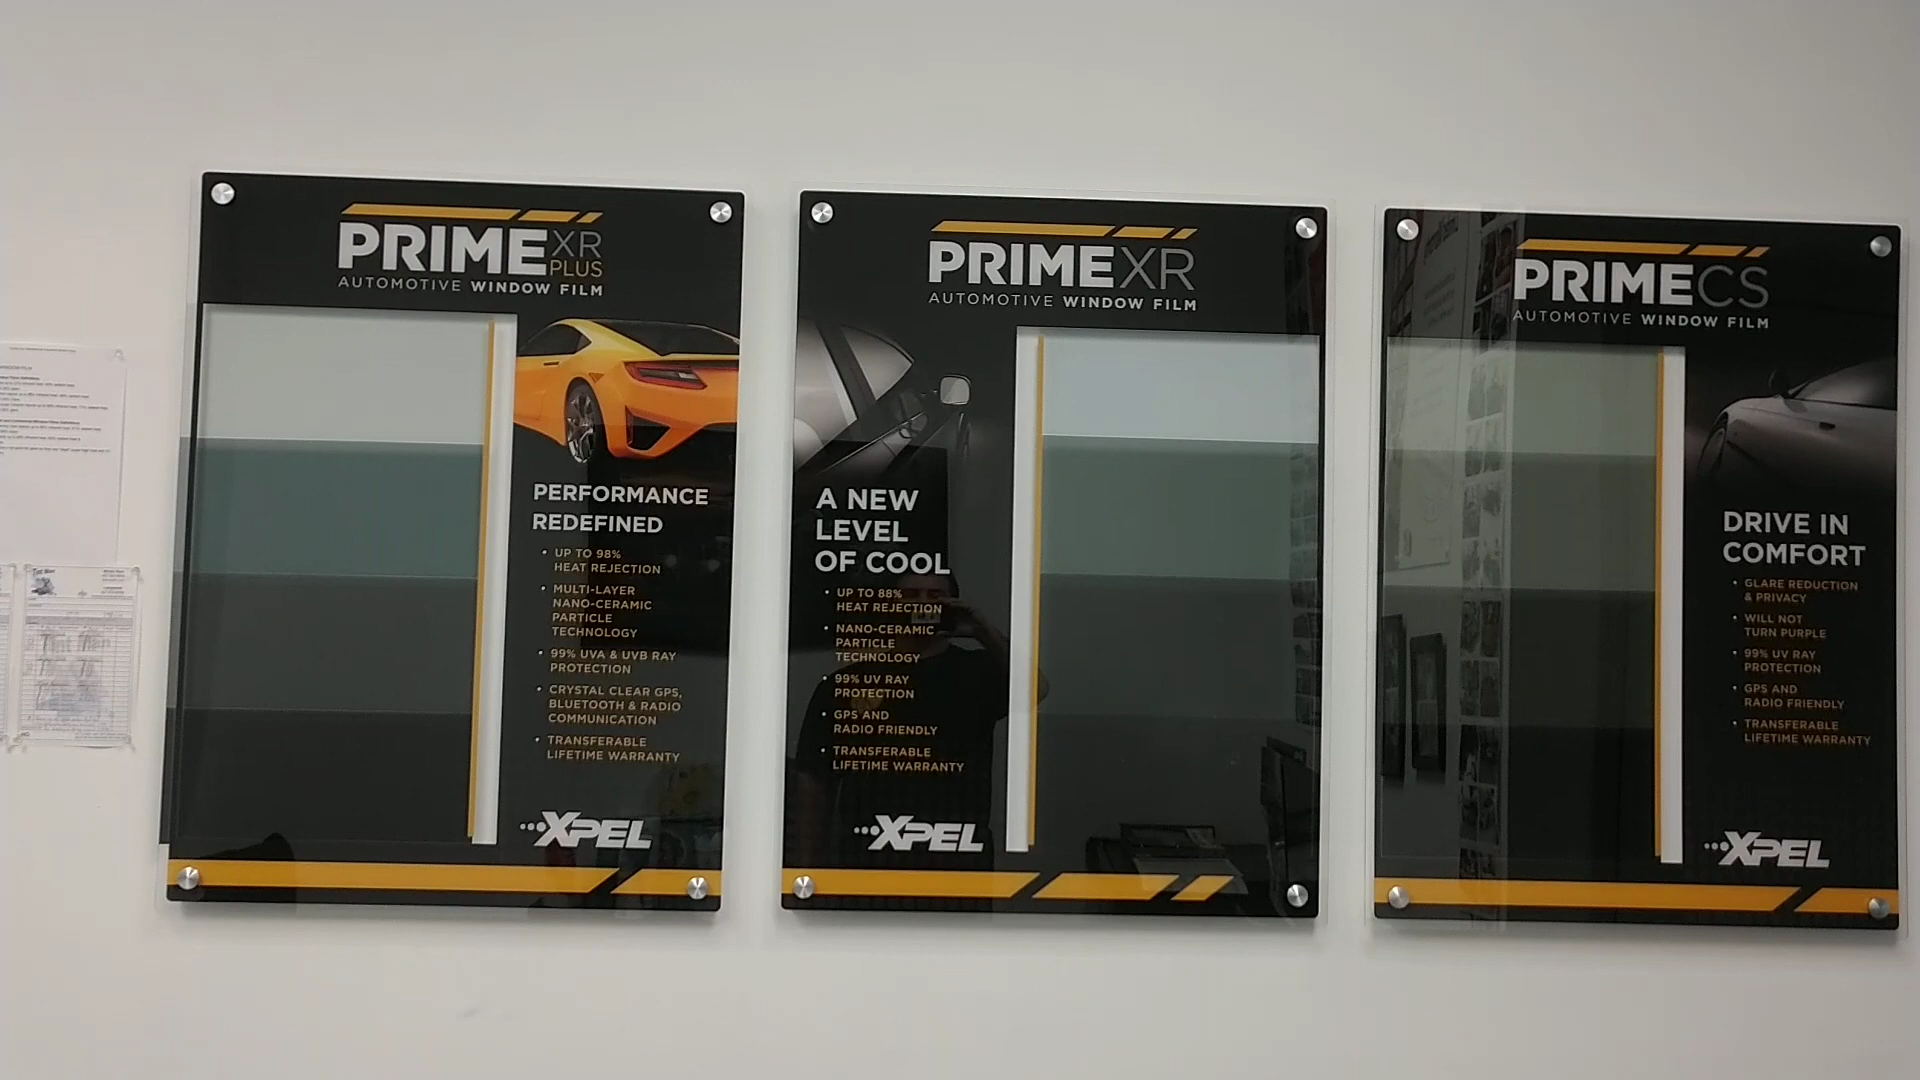 PRIME XR PLUS
AUTOMOTIVE WINDOW FILM
PERFORMANCE
REDEFINED
• UP TO 98%
HEAT REJECTION
• MULTI-LAYER
NANO-CERAMIC
PARTICLE
TECHNOLOGY
• 99% UVA & UVB RAY
PROTECTION
• CRYSTAL CLEAR GPS,
BLUETOOTH & RADIO
COMMUNICATION
• TRANSFERABLE
LIFETIME WARRANTY
XPEL
PRIME XR
AUTOMOTIVE WINDOW FILM
A NEW
LEVEL
OF COOL
• UP TO 88%
HEAT REJECTION
• NANO-CERAMIC
PARTICLE
TECHNOLOGY
• 99% UV RAY
PROTECTION
• GPS AND
RADIO FRIENDLY
• TRANSFERABLE
LIFETIME WARRANTY
XPEL
PRIME CS
AUTOMOTIVE WINDOW FILM
DRIVE IN
COMFORT
• GLARE REDUCTION
& PRIVACY
• WILL NOT
TURN PURPLE
• 99% UV RAY
PROTECTION
• GPS AND
RADIO FRIENDLY
• TRANSFERABLE
LIFETIME WARRANTY
XPEL